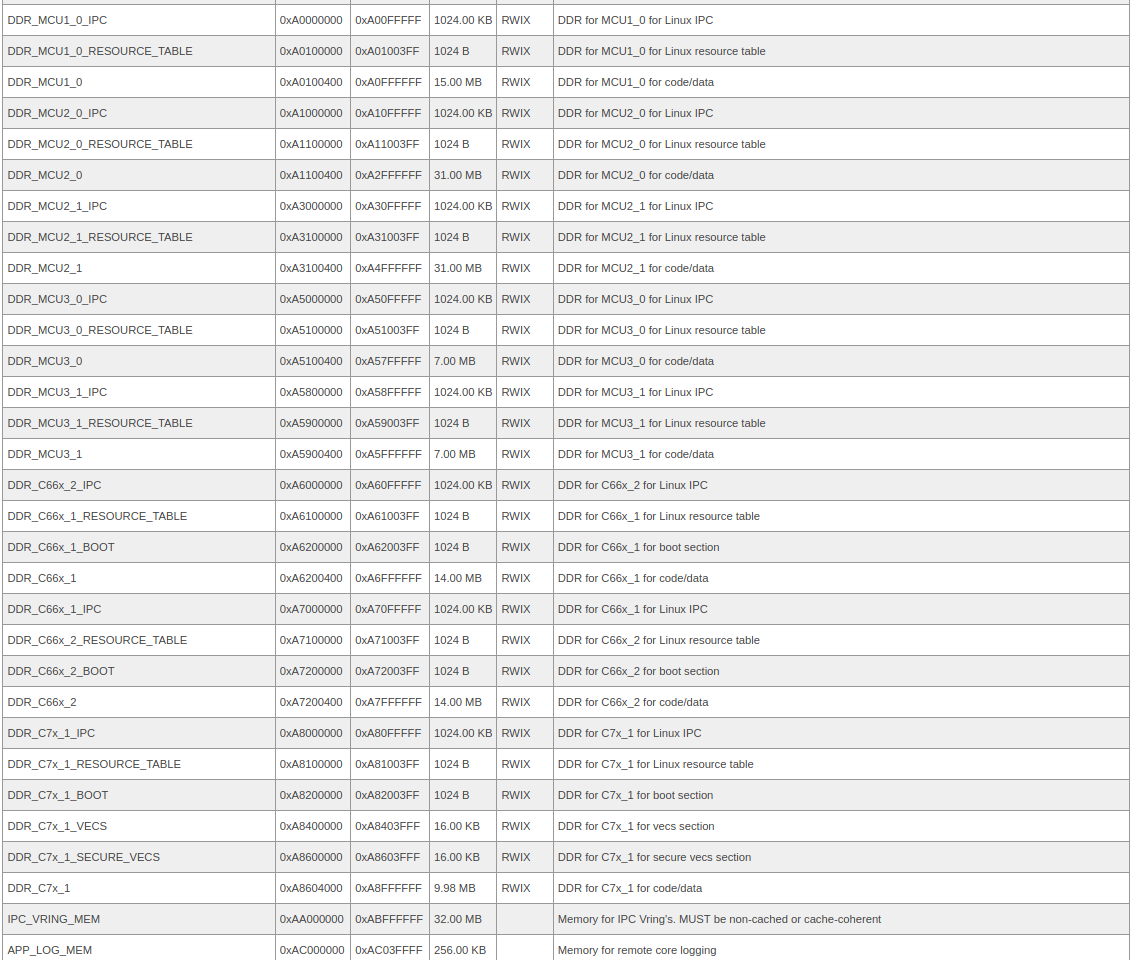 DDR_MCU1_0_IPC 0xA0000000 0xA00FFFFF 1024.00 KB RWIX DDR for MCU1_0 for Linux IPC
DDR_MCU1_0_RESOURCE_TABLE 0xA0100000 0xA01003FF 1024 B RWIX DDR for MCU1_0 for Linux resource table
DDR_MCU1_0 0xA0100400 0xA0FFFFFF 15.00 MB RWIX DDR for MCU1_0 for code/data
DDR_MCU2_0_IPC 0xA1000000 0xA10FFFFF 1024.00 KB RWIX DDR for MCU2_0 for Linux IPC
DDR_MCU2_0_RESOURCE_TABLE 0xA1100000 0xA11003FF 1024 B RWIX DDR for MCU2_0 for Linux resource table
DDR_MCU2_0 0xA1100400 0xA2FFFFFF 31.00 MB RWIX DDR for MCU2_0 for code/data
DDR_MCU2_1_IPC 0xA3000000 0xA30FFFFF 1024.00 KB RWIX DDR for MCU2_1 for Linux IPC
DDR_MCU2_1_RESOURCE_TABLE 0xA3100000 0xA31003FF 1024 B RWIX DDR for MCU2_1 for Linux resource table
DDR_MCU2_1 0xA3100400 0xA4FFFFFF 31.00 MB RWIX DDR for MCU2_1 for code/data
DDR_MCU3_0_IPC 0xA5000000 0xA50FFFFF 1024.00 KB RWIX DDR for MCU3_0 for Linux IPC
DDR_MCU3_0_RESOURCE_TABLE 0xA5100000 0xA51003FF 1024 B RWIX DDR for MCU3_0 for Linux resource table
DDR_MCU3_0 0xA5100400 0xA57FFFFF 7.00 MB RWIX DDR for MCU3_0 for code/data
DDR_MCU3_1_IPC 0xA5800000 0xA58FFFFF 1024.00 KB RWIX DDR for MCU3_1 for Linux IPC
DDR_MCU3_1_RESOURCE_TABLE 0xA5900000 0xA59003FF 1024 B RWIX DDR for MCU3_1 for Linux resource table
DDR_MCU3_1 0xA5900400 0xA5FFFFFF 7.00 MB RWIX DDR for MCU3_1 for code/data
DDR_C66x_2_IPC 0xA6000000 0xA60FFFFF 1024.00 KB RWIX DDR for C66x_2 for Linux IPC
DDR_C66x_1_RESOURCE_TABLE 0xA6100000 0xA61003FF 1024 B RWIX DDR for C66x_1 for Linux resource table
DDR_C66x_1_BOOT 0xA6200000 0xA62003FF 1024 B RWIX DDR for C66x_1 for boot section
DDR_C66x_1 0xA6200400 0xA6FFFFFF 14.00 MB RWIX DDR for C66x_1 for code/data
DDR_C66x_1_IPC 0xA7000000 0xA70FFFFF 1024.00 KB RWIX DDR for C66x_1 for Linux IPC
DDR_C66x_2_RESOURCE_TABLE 0xA7100000 0xA71003FF 1024 B RWIX DDR for C66x_2 for Linux resource table
DDR_C66x_2_BOOT 0xA7200000 0xA72003FF 1024 B RWIX DDR for C66x_2 for boot section
DDR_C66x_2 0xA7200400 0xA7FFFFFF 14.00 MB RWIX DDR for C66x_2 for code/data
DDR_C7x_1_IPC 0xA8000000 0xA80FFFFF 1024.00 KB RWIX DDR for C7x_1 for Linux IPC
DDR_C7x_1_RESOURCE_TABLE 0xA8100000 0xA81003FF 1024 B RWIX DDR for C7x_1 for Linux resource table
DDR_C7x_1_BOOT 0xA8200000 0xA82003FF 1024 B RWIX DDR for C7x_1 for boot section
DDR_C7x_1_VECS 0xA8400000 0xA8403FFF 16.00 KB RWIX DDR for C7x_1 for vecs section
DDR_C7x_1_SECURE_VECS 0xA8600000 0xA8603FFF 16.00 KB RWIX DDR for C7x_1 for secure vecs section
DDR_C7x_1 0xA8604000 0xA8FFFFFF 9.98 MB RWIX DDR for C7x_1 for code/data
IPC_VRING_MEM 0xAA000000 0xABFFFFFF 32.00 MB Memory for IPC Vring's. MUST be non-cached or cache-coherent
APP_LOG_MEM 0xAC000000 0xAC03FFFF 256.00 KB Memory for remote core logging